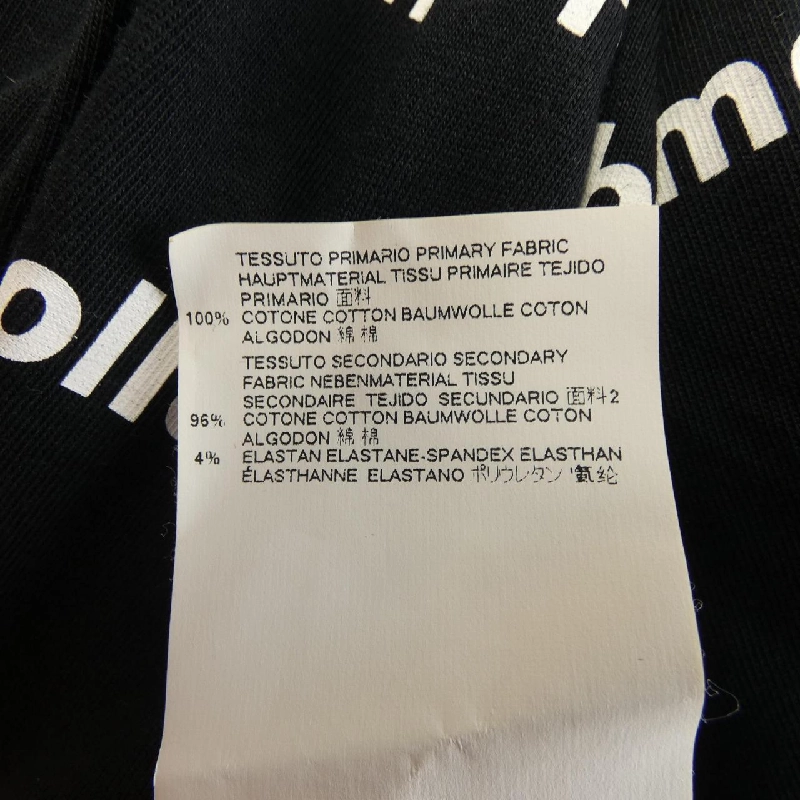 TESSUTO PRIMARIO PRIMARY FABRIC
HAUPTMATERIAL TISSU PRIMAIRE TEJIDO
PRIMARIO 面料
100% COTONE COTTON BAUMWOLLE COTON
ALGODON 綿 棉
TESSUTO SECONDARIO SECONDARY
FABRIC NEBENMATERIAL TISSU
SECONDAIRE TEJIDO SECUNDARIO 面料2
96% COTONE COTTON BAUMWOLLE COTON
ALGODON 綿 棉
4% ELASTAN ELASTANE-SPANDEX ELASTHAN
ÉLASTHANNE ELASTANO ポリウレタン 氨纶